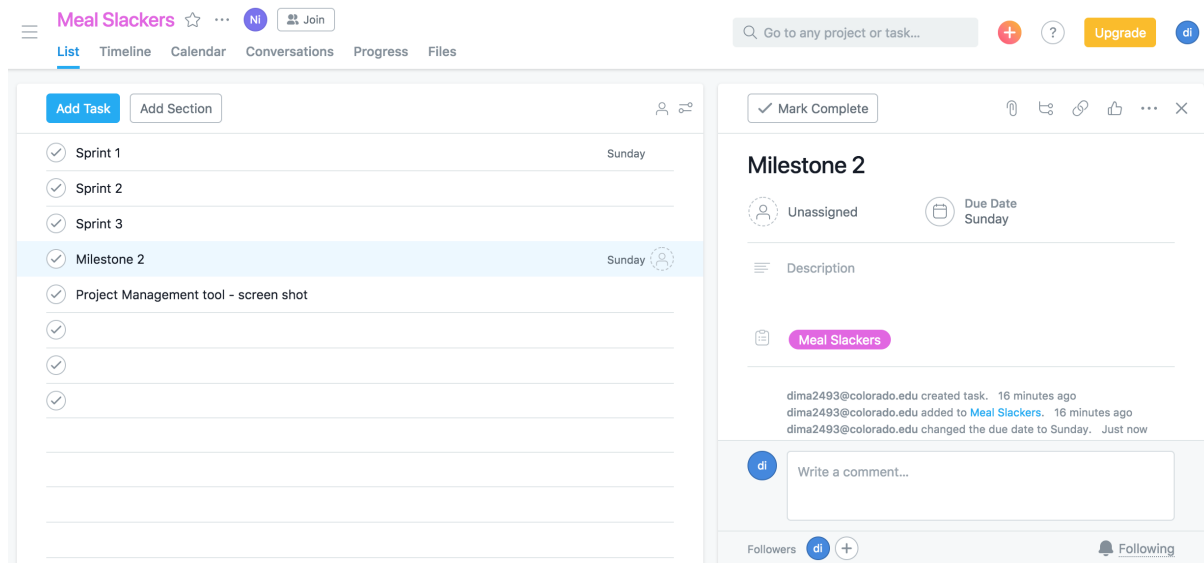 Meal Slackers ... Ni Join
Go to any project or task... + ? Upgrade di
List Timeline Calendar Conversations Progress Files
Add Task Add Section
Sprint 1 Sunday
Sprint 2
Sprint 3
Milestone 2 Sunday
Project Management tool - screen shot
Mark Complete
Milestone 2
Unassigned
Due Date
Sunday
Description
Meal Slackers
dima2493@colorado.edu created task. 16 minutes ago
dima2493@colorado.edu added to Meal Slackers. 16 minutes ago
dima2493@colorado.edu changed the due date to Sunday. Just now
di Write a comment...
Followers di + Following